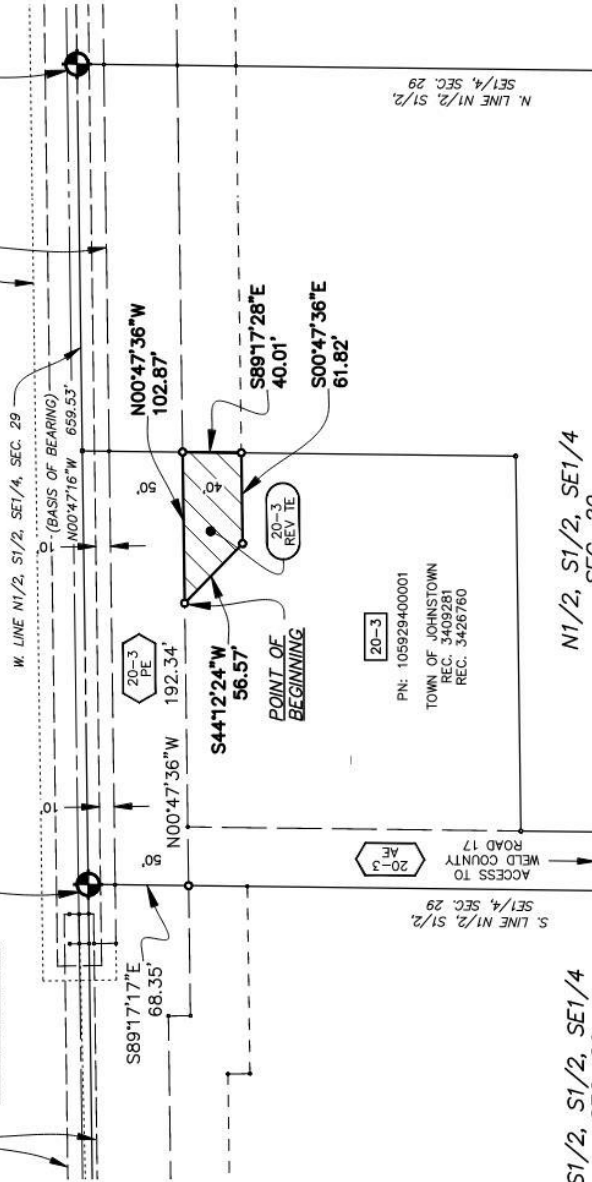 N. LINE N1/2, S1/2,
SE1/4, SEC. 29
W. LINE N1/2, S1/2, SE1/4, SEC. 29
(BASIS OF BEARING)
N00°47'16"W 659.53'
N00°47'36"W
102.87'
S89°17'28"E
40.01'
S00°47'36"E
61.82'
50'
40'
10'
20-3
REV TE
20-3
PE
S44°12'24"W
56.57'
POINT OF
BEGINNING
N00°47'36"W 192.34'
10'
50'
S89°17'17"E
68.35'
20-3
PN: 105929400001
TOWN OF JOHNSTOWN
REC. 3409281
REC. 3426760
20-3
AE
ACCESS TO
WELD COUNTY
ROAD 17
S. LINE N1/2, S1/2,
SE1/4, SEC. 29
N1/2, S1/2, SE1/4
S1/2, S1/2, SE1/4